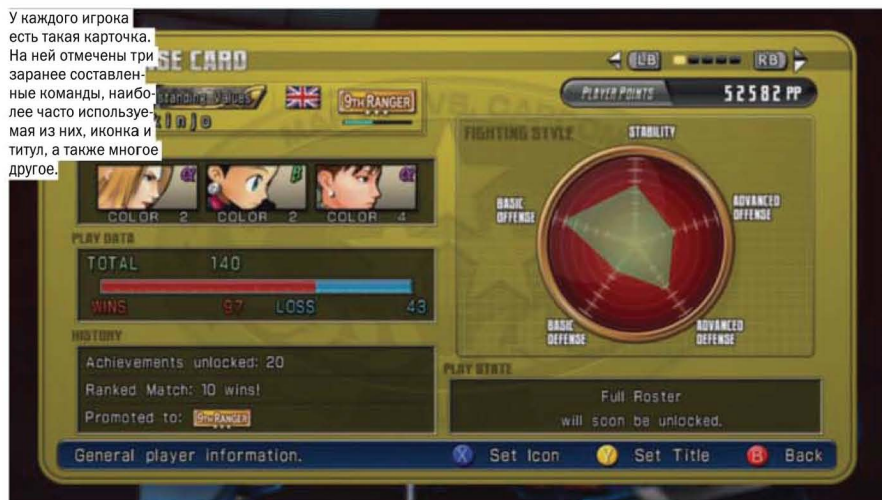 У каждого игрока
есть такая карточка.
На ней отмечены три
заранее составлен-
ные команды, наибо-
лее часто используе-
мая из них, иконка и
титул, а также многое
другое.
SE CARD
LB RB
Standing Values 9TH RANGER
PLAYER POINTS 52582 PP
kinjo
α β α
COLOR 2 COLOR 2 COLOR 4
FIGHTING STYLE
STABILITY
BASIC OFFENSE
ADVANCED OFFENSE
BASIC DEFENSE
ADVANCED DEFENSE
PLAY DATA
TOTAL 140
WINS 97 LOSS 43
HISTORY
Achievements unlocked: 20
Ranked Match: 10 wins!
Promoted to: 9TH RANGER
PLAY STATE
Full Roster
will soon be unlocked.
General player information. X Set Icon Y Set Title B Back